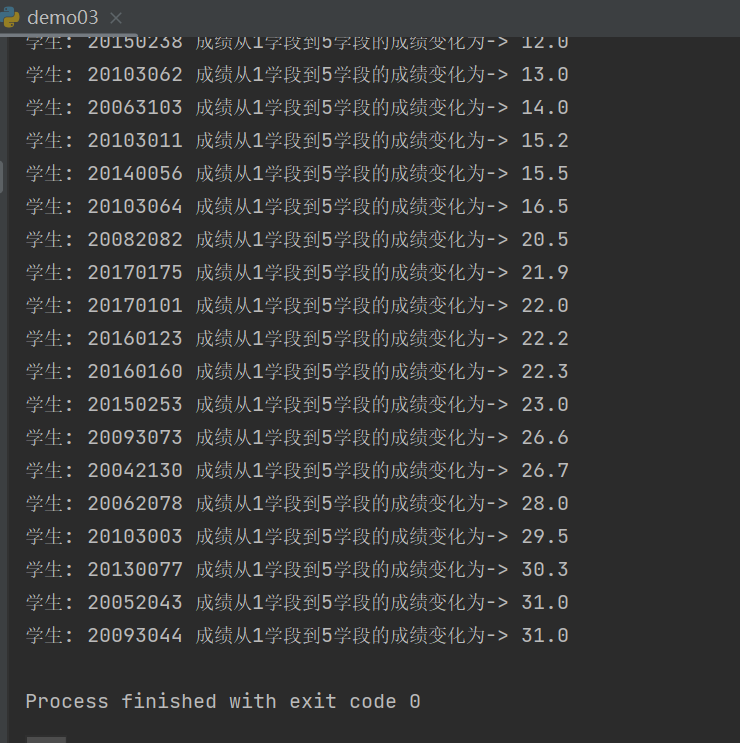 demo03
学生: 20150238 成绩从1学段到5学段的成绩变化为-> 12.0
学生: 20103062 成绩从1学段到5学段的成绩变化为-> 13.0
学生: 20063103 成绩从1学段到5学段的成绩变化为-> 14.0
学生: 20103011 成绩从1学段到5学段的成绩变化为-> 15.2
学生: 20140056 成绩从1学段到5学段的成绩变化为-> 15.5
学生: 20103064 成绩从1学段到5学段的成绩变化为-> 16.5
学生: 20082082 成绩从1学段到5学段的成绩变化为-> 20.5
学生: 20170175 成绩从1学段到5学段的成绩变化为-> 21.9
学生: 20170101 成绩从1学段到5学段的成绩变化为-> 22.0
学生: 20160123 成绩从1学段到5学段的成绩变化为-> 22.2
学生: 20160160 成绩从1学段到5学段的成绩变化为-> 22.3
学生: 20150253 成绩从1学段到5学段的成绩变化为-> 23.0
学生: 20093073 成绩从1学段到5学段的成绩变化为-> 26.6
学生: 20042130 成绩从1学段到5学段的成绩变化为-> 26.7
学生: 20062078 成绩从1学段到5学段的成绩变化为-> 28.0
学生: 20103003 成绩从1学段到5学段的成绩变化为-> 29.5
学生: 20130077 成绩从1学段到5学段的成绩变化为-> 30.3
学生: 20052043 成绩从1学段到5学段的成绩变化为-> 31.0
学生: 20093044 成绩从1学段到5学段的成绩变化为-> 31.0
Process finished with exit code 0